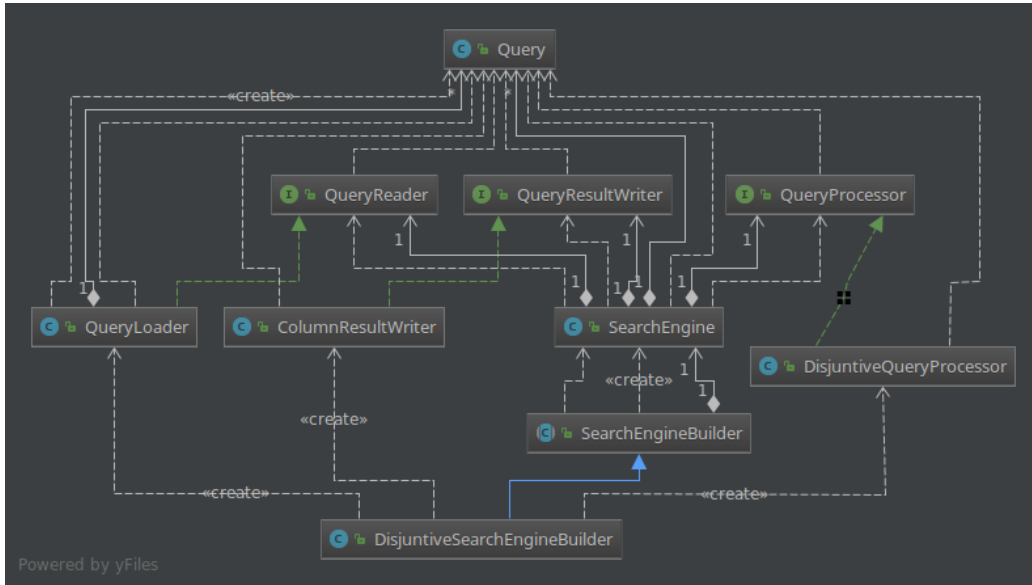 Query
«create»
*
*
QueryReader
QueryResultWriter
QueryProcessor
1
1
1
1
1
1
1
QueryLoader
ColumnResultWriter
SearchEngine
DisjuntiveQueryProcessor
«create»
1
1
«create»
SearchEngineBuilder
«create»
«create»
DisjuntiveSearchEngineBuilder
Powered by yFiles